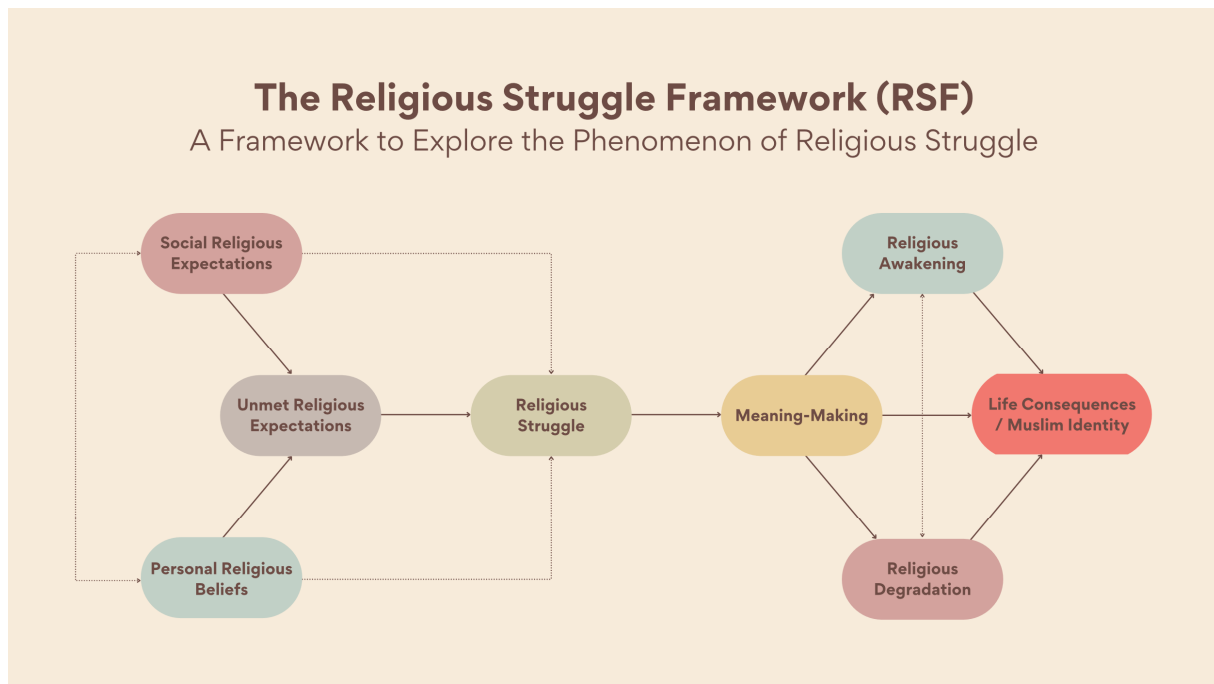 The Religious Struggle Framework (RSF)
A Framework to Explore the Phenomenon of Religious Struggle
Social Religious
Expectations
Unmet Religious
Expectations
Personal Religious
Beliefs
Religious
Struggle
Meaning-Making
Religious
Awakening
Life Consequences
/ Muslim Identity
Religious
Degradation